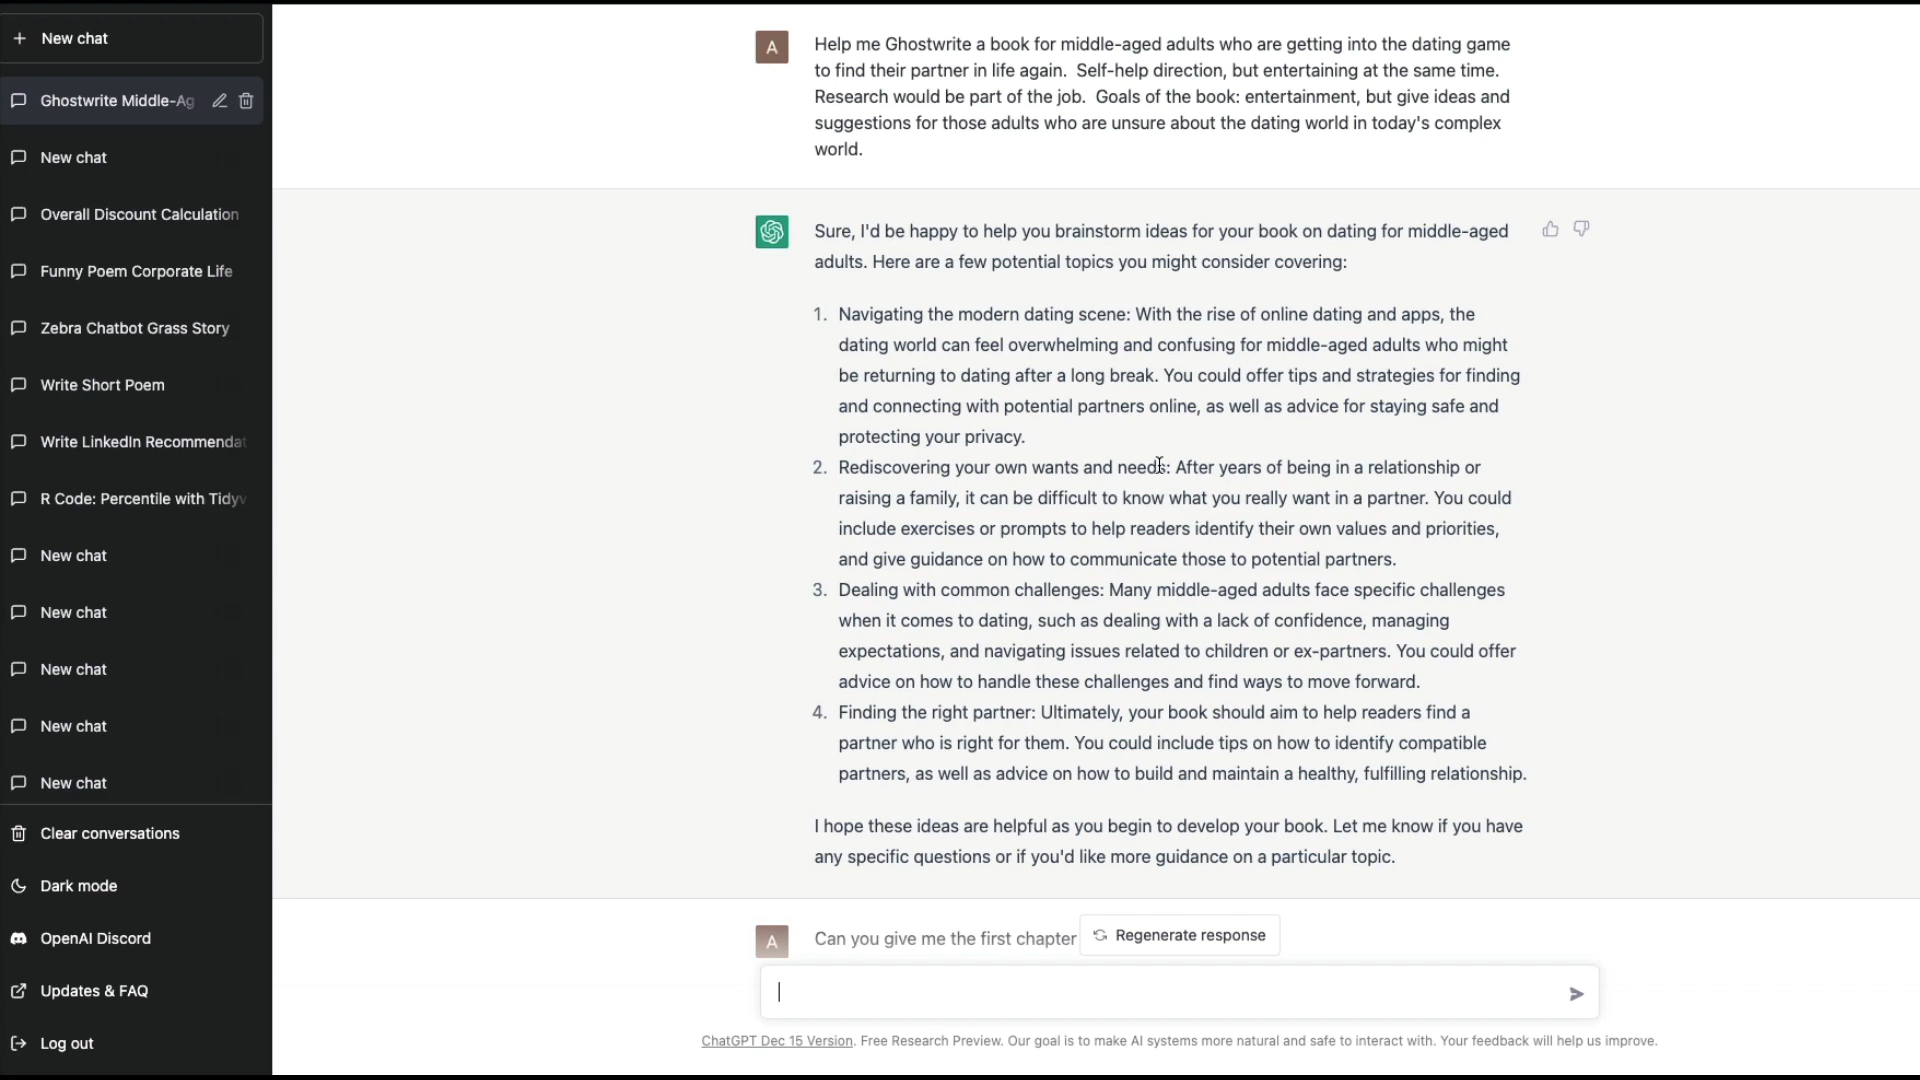 New chat
Ghostwrite Middle-Ag
New chat
Overall Discount Calculation
Funny Poem Corporate Life
Zebra Chatbot Grass Story
Write Short Poem
Write LinkedIn Recommendat
R Code: Percentile with Tidyv
New chat
New chat
New chat
New chat
New chat
Clear conversations
Dark mode
OpenAI Discord
Updates & FAQ
Log out
A
Help me Ghostwrite a book for middle-aged adults who are getting into the dating game
to find their partner in life again.  Self-help direction, but entertaining at the same time.
Research would be part of the job.  Goals of the book: entertainment, but give ideas and
suggestions for those adults who are unsure about the dating world in today's complex
world.
Sure, I'd be happy to help you brainstorm ideas for your book on dating for middle-aged
adults. Here are a few potential topics you might consider covering:
1. Navigating the modern dating scene: With the rise of online dating and apps, the
dating world can feel overwhelming and confusing for middle-aged adults who might
be returning to dating after a long break. You could offer tips and strategies for finding
and connecting with potential partners online, as well as advice for staying safe and
protecting your privacy.
2. Rediscovering your own wants and needs: After years of being in a relationship or
raising a family, it can be difficult to know what you really want in a partner. You could
include exercises or prompts to help readers identify their own values and priorities,
and give guidance on how to communicate those to potential partners.
3. Dealing with common challenges: Many middle-aged adults face specific challenges
when it comes to dating, such as dealing with a lack of confidence, managing
expectations, and navigating issues related to children or ex-partners. You could offer
advice on how to handle these challenges and find ways to move forward.
4. Finding the right partner: Ultimately, your book should aim to help readers find a
partner who is right for them. You could include tips on how to identify compatible
partners, as well as advice on how to build and maintain a healthy, fulfilling relationship.
I hope these ideas are helpful as you begin to develop your book. Let me know if you have
any specific questions or if you'd like more guidance on a particular topic.
A
Can you give me the first chapter
Regenerate response
ChatGPT Dec 15 Version. Free Research Preview. Our goal is to make AI systems more natural and safe to interact with. Your feedback will help us improve.